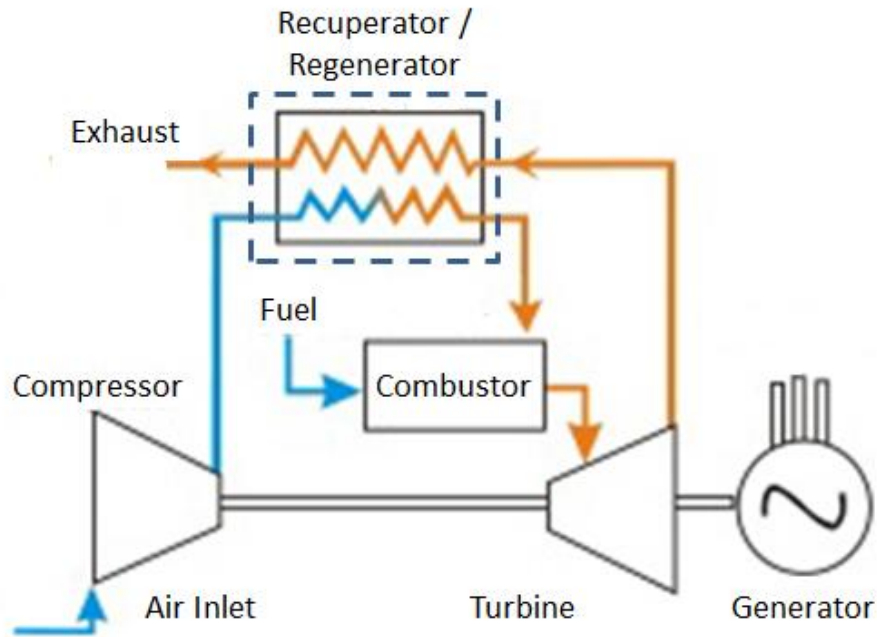 Recuperator /
Regenerator
Exhaust
Fuel
Compressor
Combustor
Air Inlet
Turbine
Generator